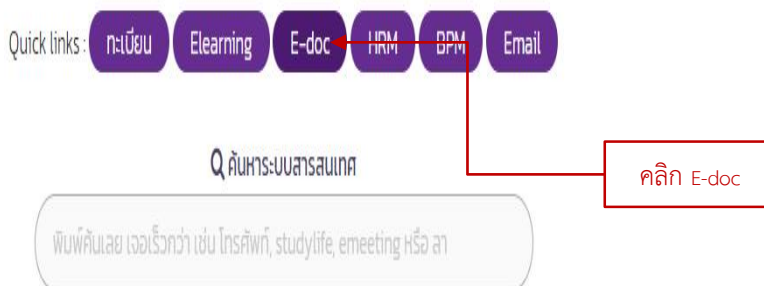 Quick links : ทะเบียน Elearning E-doc HRM BPM Email
ค้นหาระบบสารสนเทศ
คลิก E-doc
พิมพ์ค้นเลย เจอเร็วกว่า เช่น โทรศัพท์, studylife, emeeting หรือ ลา